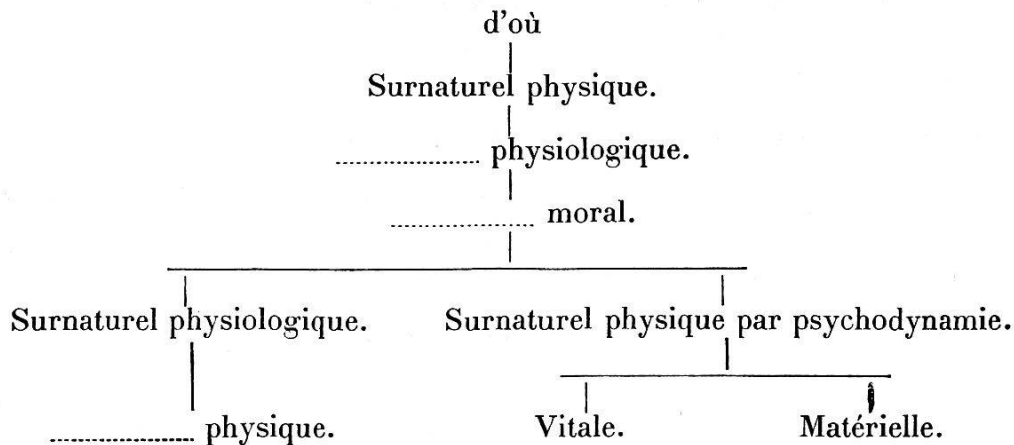 d'où
Surnaturel physique.
.................. physiologique.
.................. moral.
Surnaturel physiologique. Surnaturel physique par psychodynamie.
.................. physique. Vitale. Matérielle.